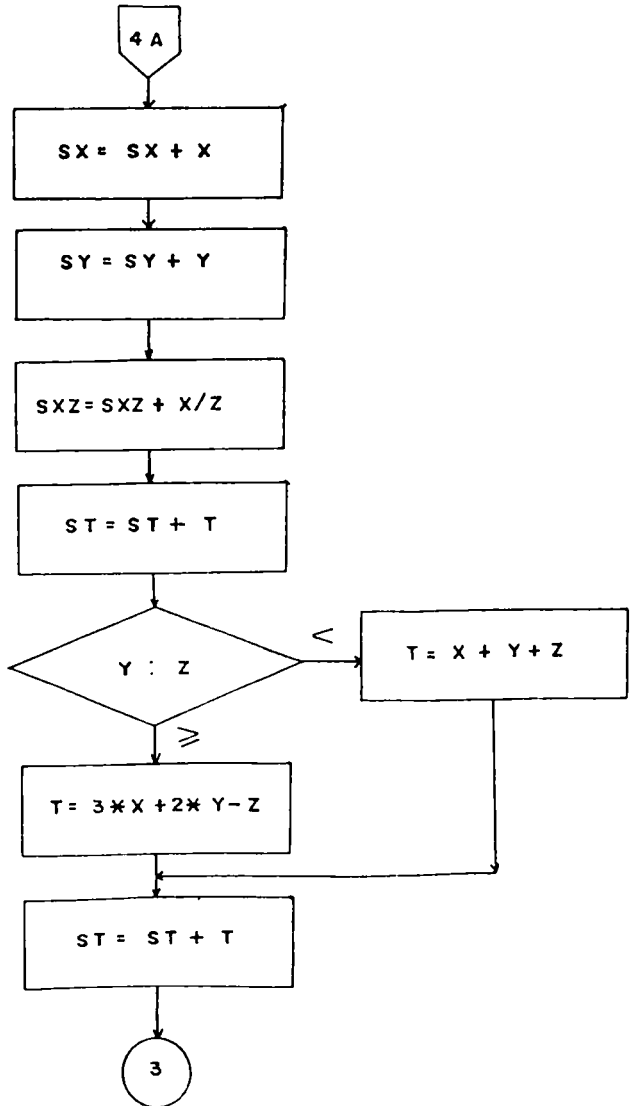 4 A
SX = SX + X
SY = SY + Y
SXZ = SXZ + X/Z
ST = ST + T
Y : Z
<
T = X + Y + Z
≥
T = 3*X + 2* Y - Z
ST = ST + T
3